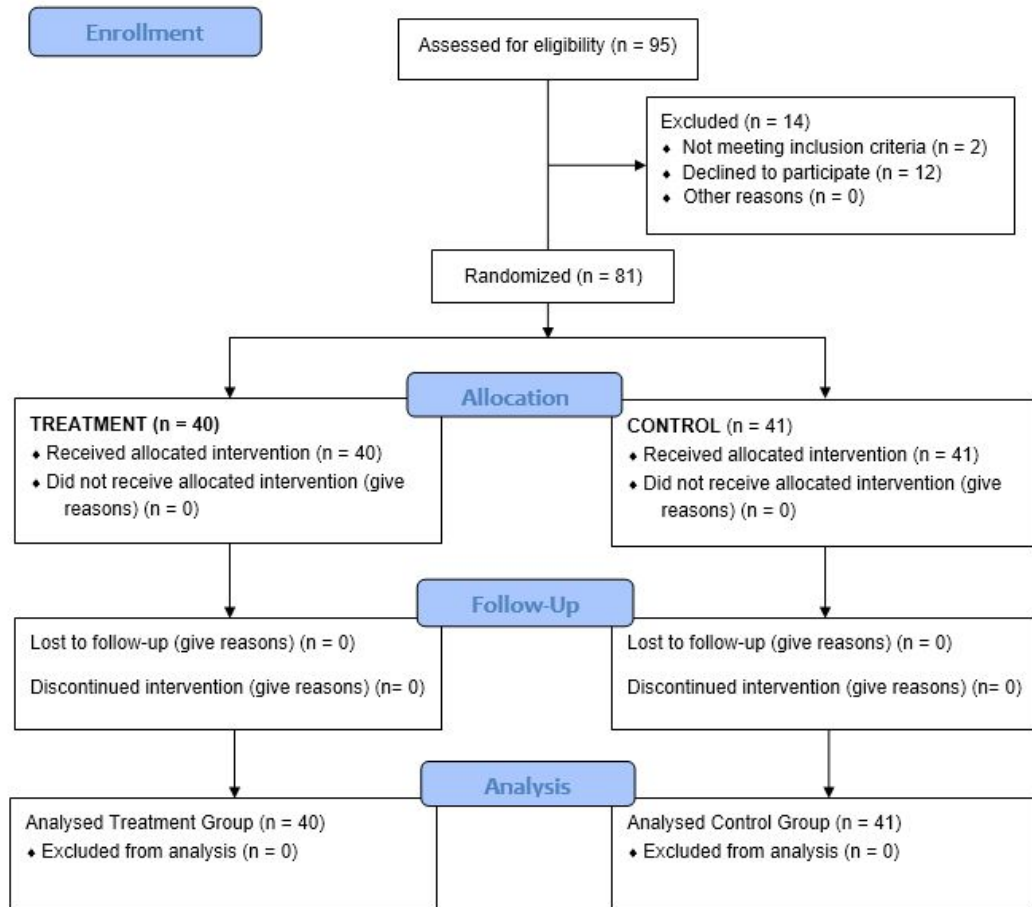 Enrollment
Assessed for eligibility (n = 95)
Excluded (n = 14)
♦ Not meeting inclusion criteria (n = 2)
♦ Declined to participate (n = 12)
♦ Other reasons (n = 0)
Randomized (n = 81)
Allocation
TREATMENT (n = 40)
♦ Received allocated intervention (n = 40)
♦ Did not receive allocated intervention (give
reasons) (n = 0)
CONTROL (n = 41)
♦ Received allocated intervention (n = 41)
♦ Did not receive allocated intervention (give
reasons) (n = 0)
Follow-Up
Lost to follow-up (give reasons) (n = 0)
Discontinued intervention (give reasons) (n= 0)
Lost to follow-up (give reasons) (n = 0)
Discontinued intervention (give reasons) (n= 0)
Analysis
Analysed Treatment Group (n = 40)
♦ Excluded from analysis (n = 0)
Analysed Control Group (n = 41)
♦ Excluded from analysis (n = 0)